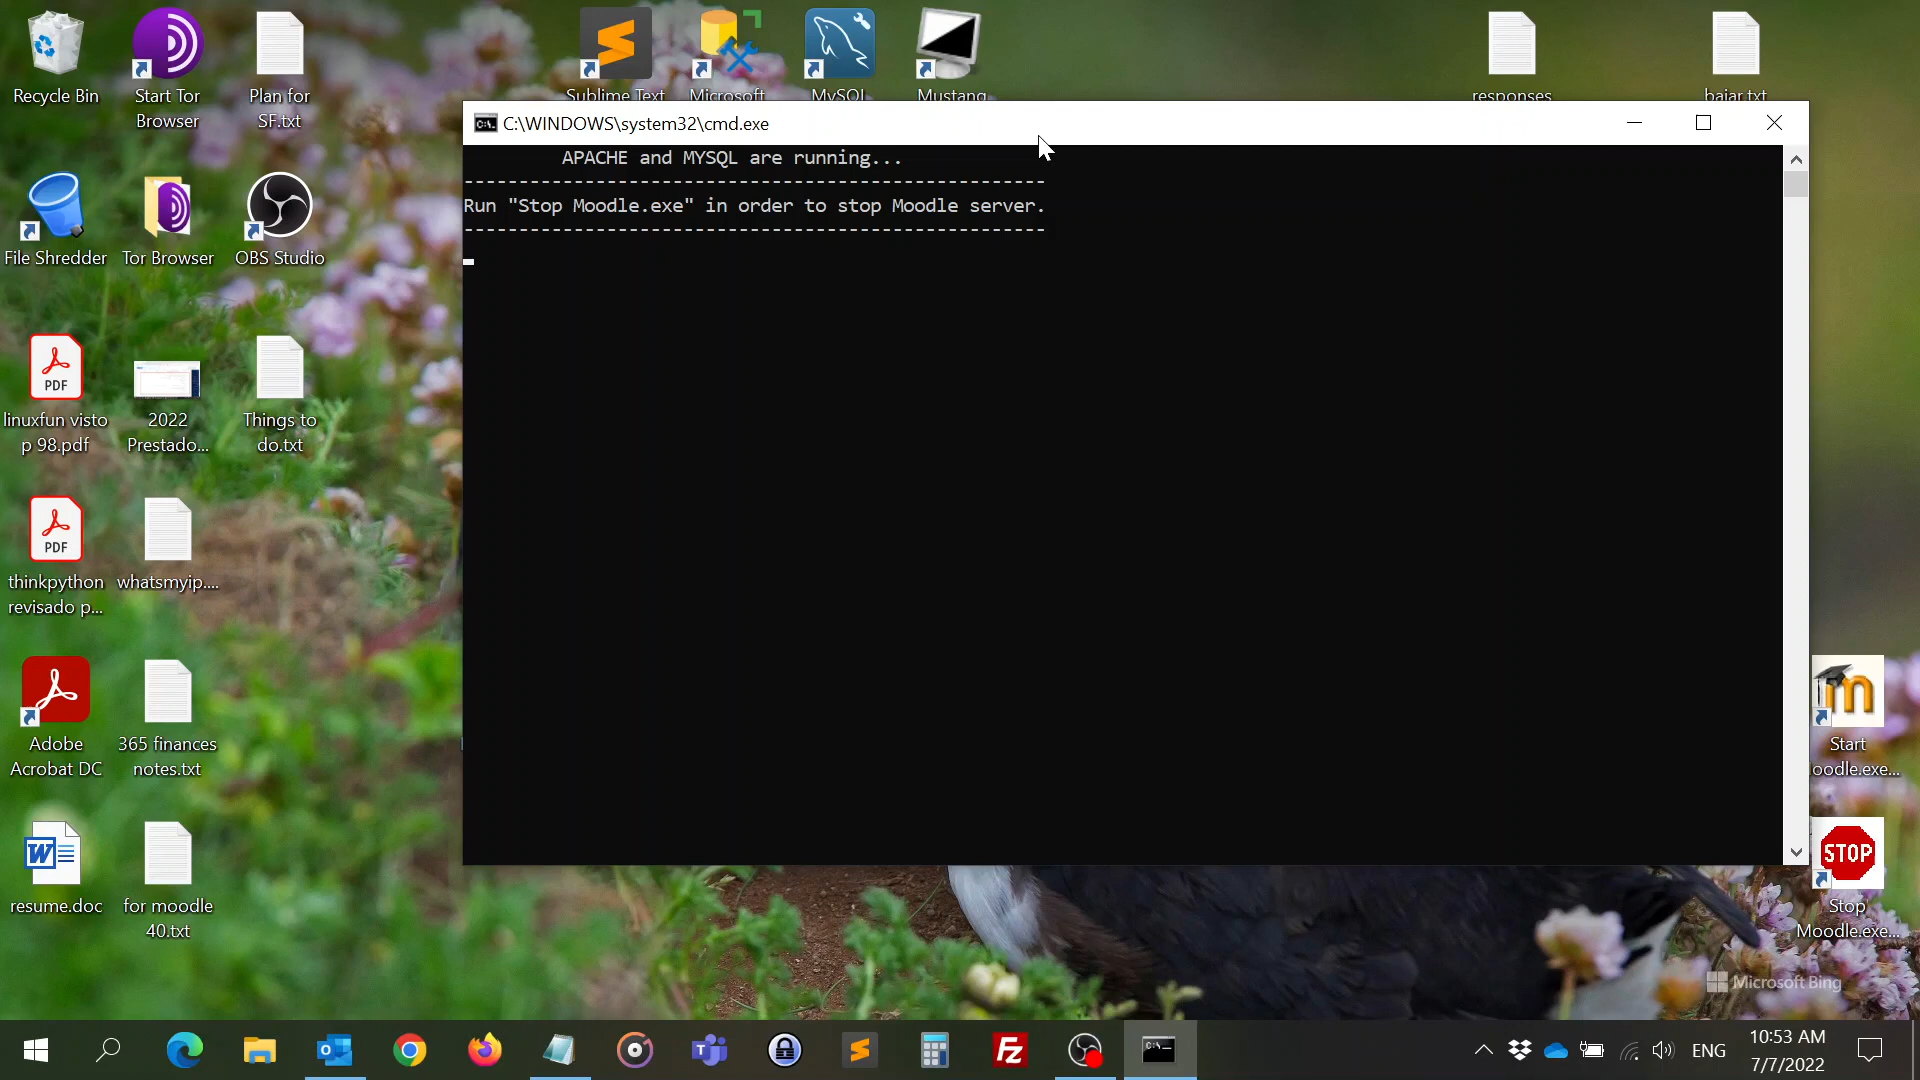 Recycle Bin
Start Tor
Browser
Plan for
SF.txt
Sublime Text
Microsoft
MySQL
Mustang
responses
bajar.txt
C:\WINDOWS\system32\cmd.exe
APACHE and MYSQL are running...
-----------------------------------------------------
Run "Stop Moodle.exe" in order to stop Moodle server.
-----------------------------------------------------
File Shredder
Tor Browser
OBS Studio
PDF
linuxfun visto
p 98.pdf
2022
Prestado...
Things to
do.txt
PDF
thinkpython
revisado p...
whatsmyip....
Adobe
Acrobat DC
365 finances
notes.txt
m
Start
oodle.exe...
W
resume.doc
for moodle
40.txt
STOP
Stop
Moodle.exe...
Microsoft Bing
ENG
10:53 AM
7/7/2022